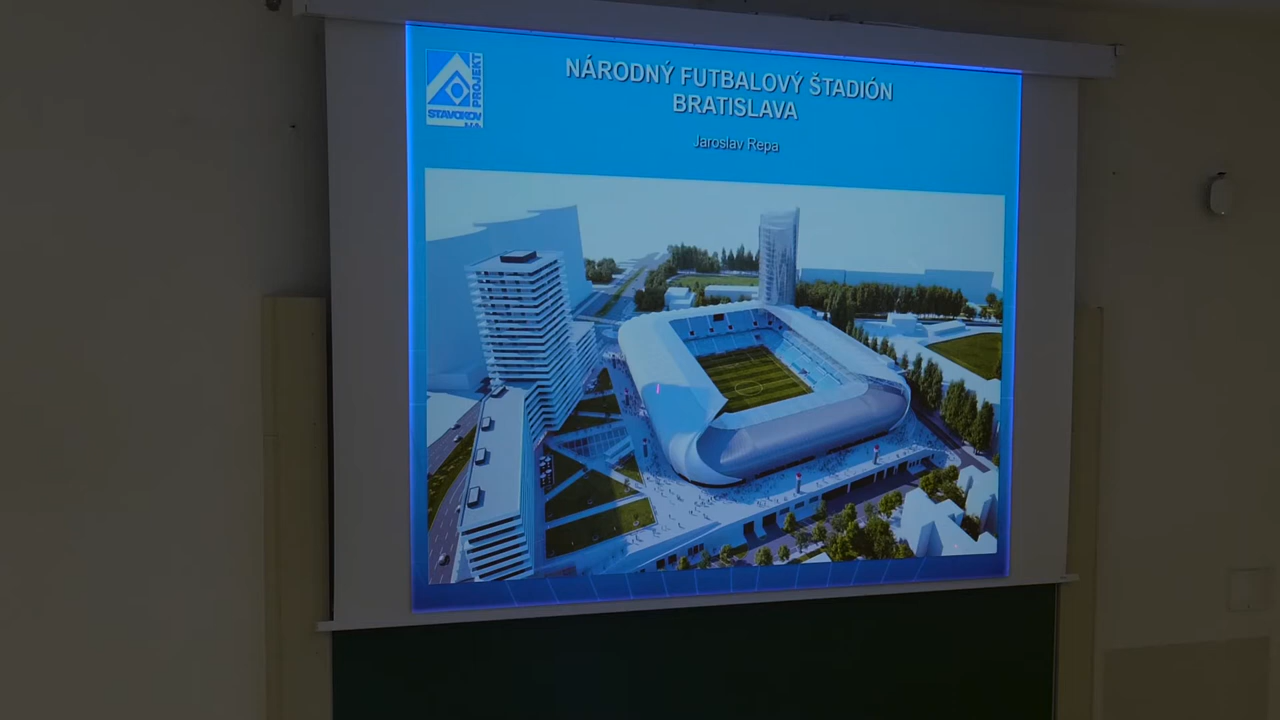 NÁRODNÝ FUTBALOVÝ ŠTADIÓN
BRATISLAVA
Jaroslav Repa
PROJEKT
STAVOKOV